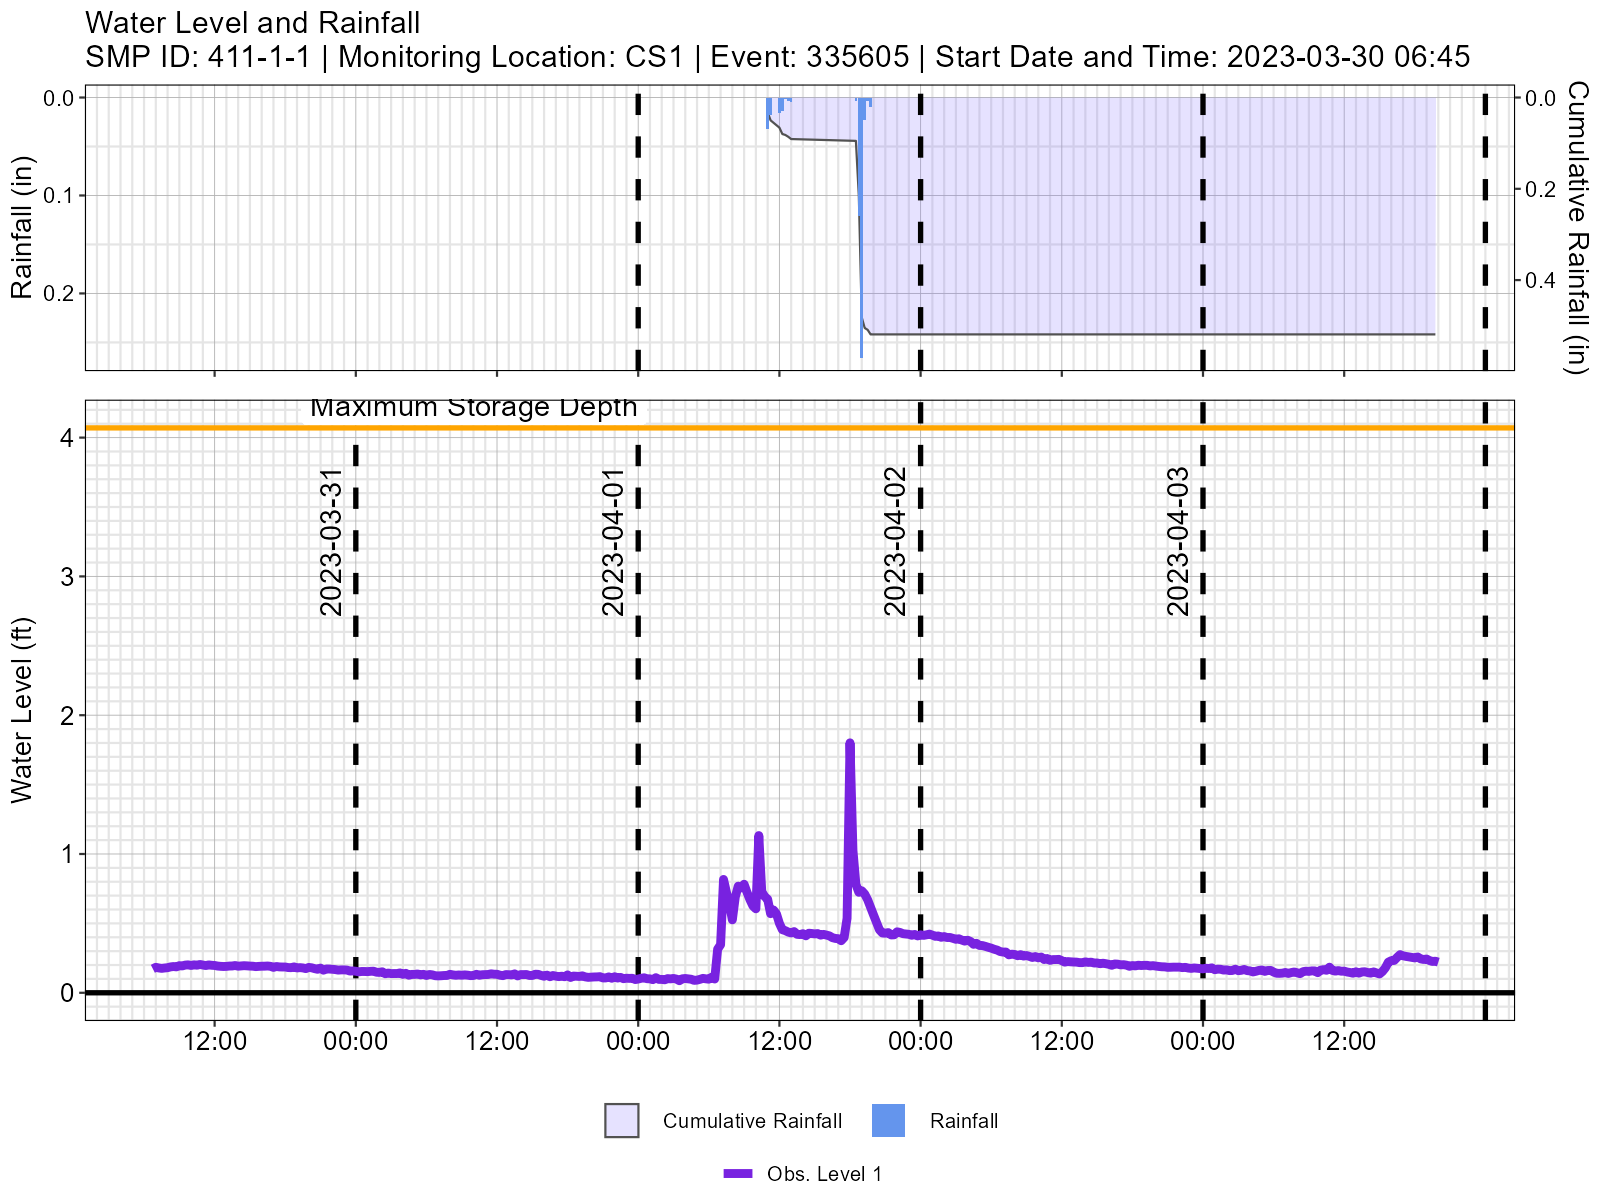 Water Level and Rainfall
SMP ID: 411-1-1 | Monitoring Location: CS1 | Event: 335605 | Start Date and Time: 2023-03-30 06:45
Rainfall (in)
0.0
0.1
0.2
0.0
0.2
0.4
Cumulative Rainfall (in)
Maximum Storage Depth
Water Level (ft)
4
3
2
1
0
2023-03-31
2023-04-01
2023-04-02
2023-04-03
12:00 00:00 12:00 00:00 12:00 00:00 12:00 00:00 12:00
Cumulative Rainfall Rainfall
Obs. Level 1